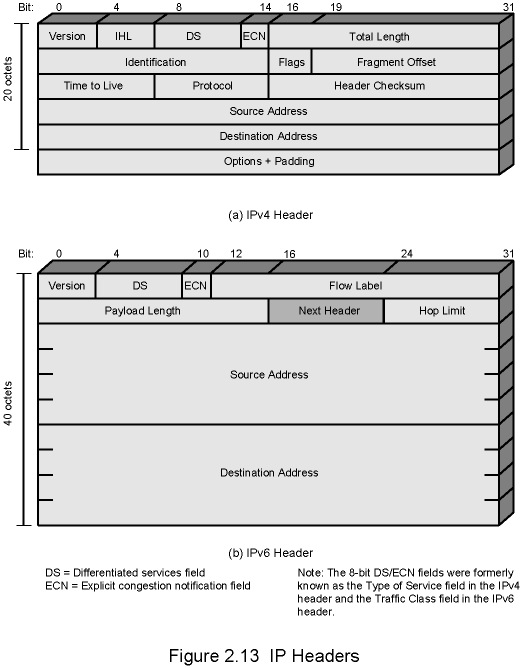 Bit: 0 4 8 14 16 19 31
Version IHL DS ECN Total Length
Identification Flags Fragment Offset
Time to Live Protocol Header Checksum
Source Address
Destination Address
Options + Padding
20 octets
(a) IPv4 Header
Bit: 0 4 10 12 16 24 31
Version DS ECN Flow Label
Payload Length Next Header Hop Limit
Source Address
Destination Address
40 octets
(b) IPv6 Header
DS = Differentiated services field
ECN = Explicit congestion notification field
Note: The 8-bit DS/ECN fields were formerly
known as the Type of Service field in the IPv4
header and the Traffic Class field in the IPv6
header.
Figure 2.13 IP Headers